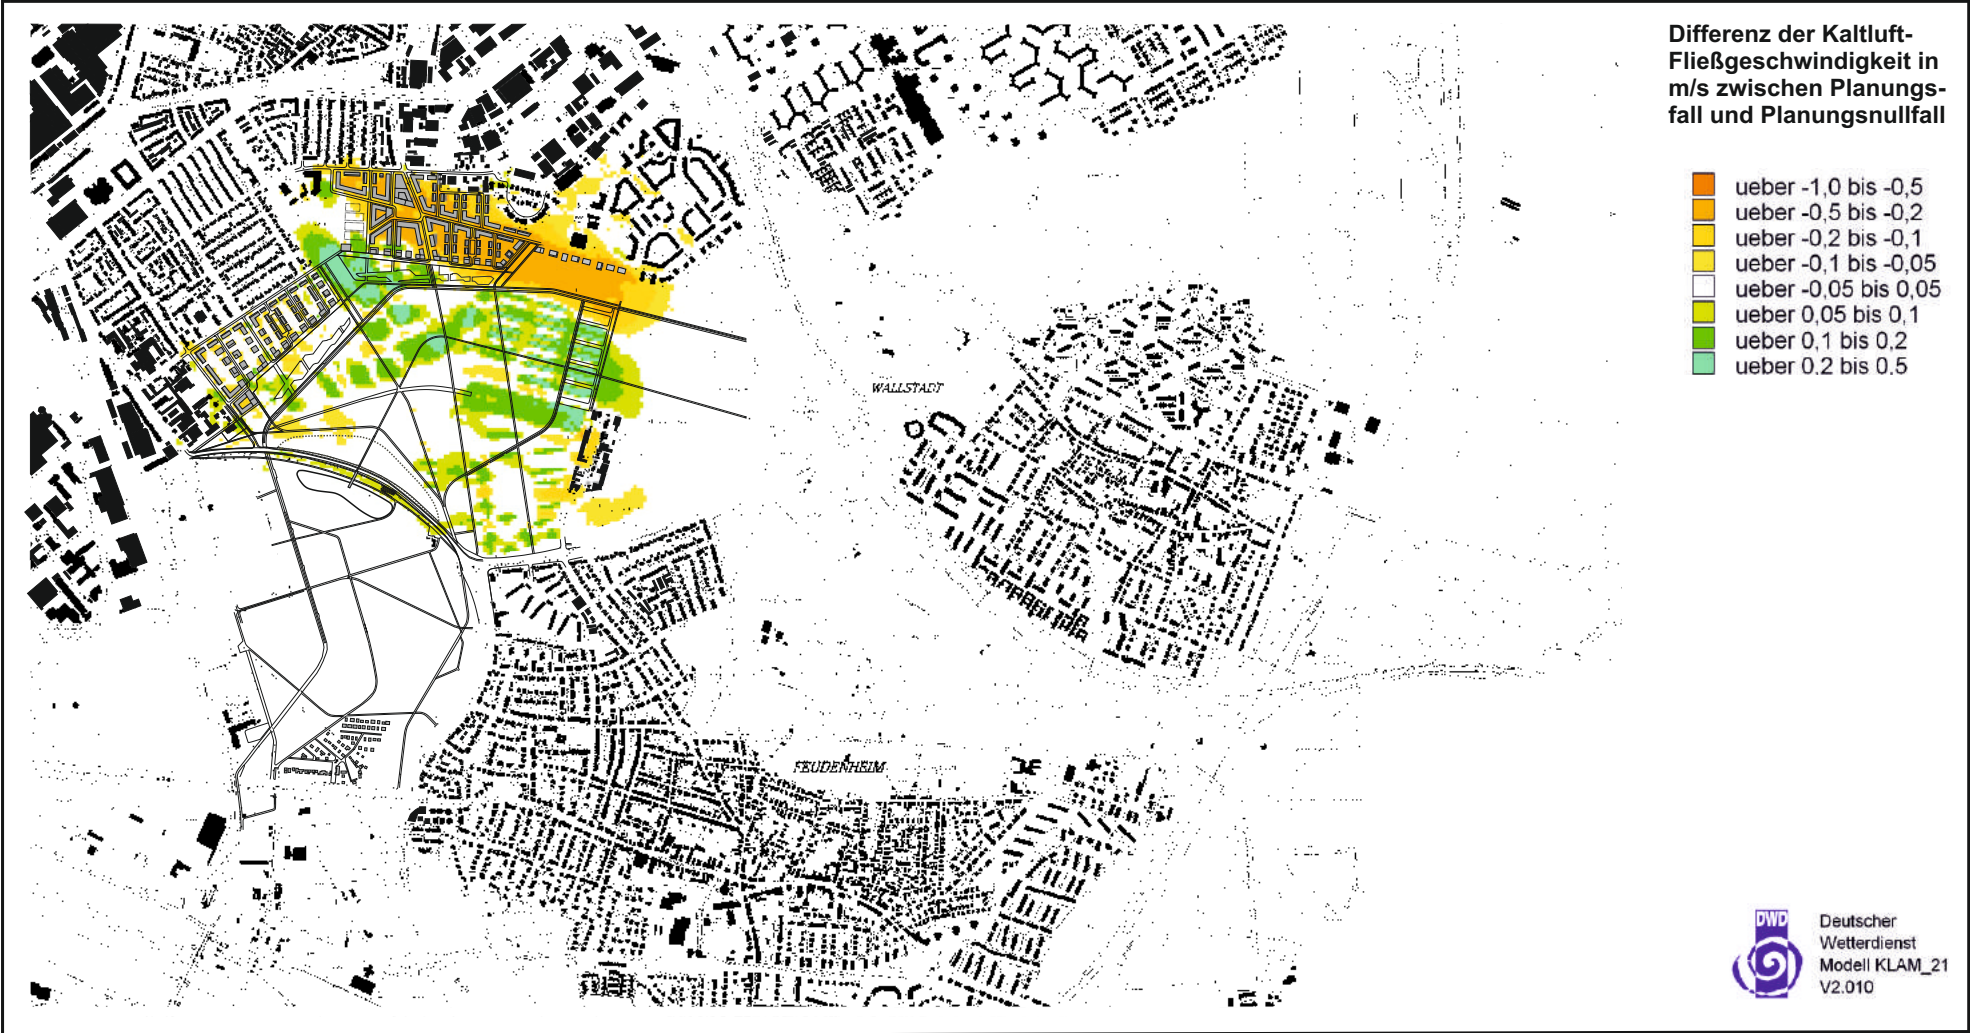 Differenz der Kaltluft-
Fließgeschwindigkeit in
m/s zwischen Planungs-
fall und Planungsnullfall
ueber -1,0 bis -0,5
ueber -0,5 bis -0,2
ueber -0,2 bis -0,1
ueber -0,1 bis -0,05
ueber -0,05 bis 0,05
ueber 0,05 bis 0,1
ueber 0,1 bis 0,2
ueber 0.2 bis 0.5
WALLSTADT
FEUDENHEIM
DWD
Deutscher
Wetterdienst
Modell KLAM_21
V2.010